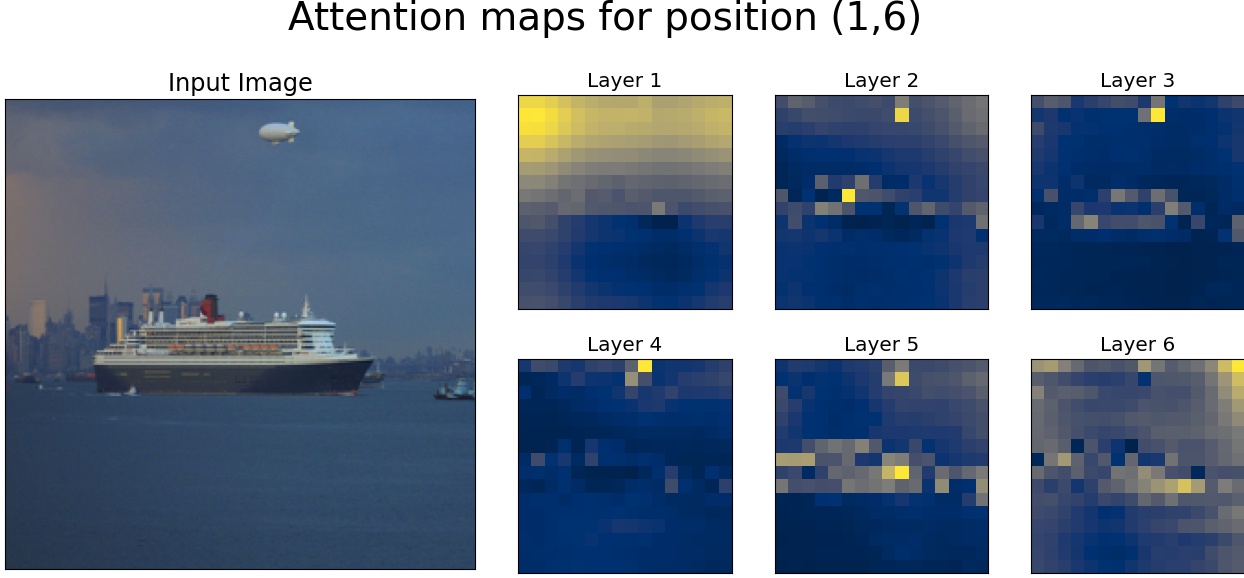 Attention maps for position (1,6)
Input Image
Layer 1
Layer 2
Layer 3
Layer 4
Layer 5
Layer 6